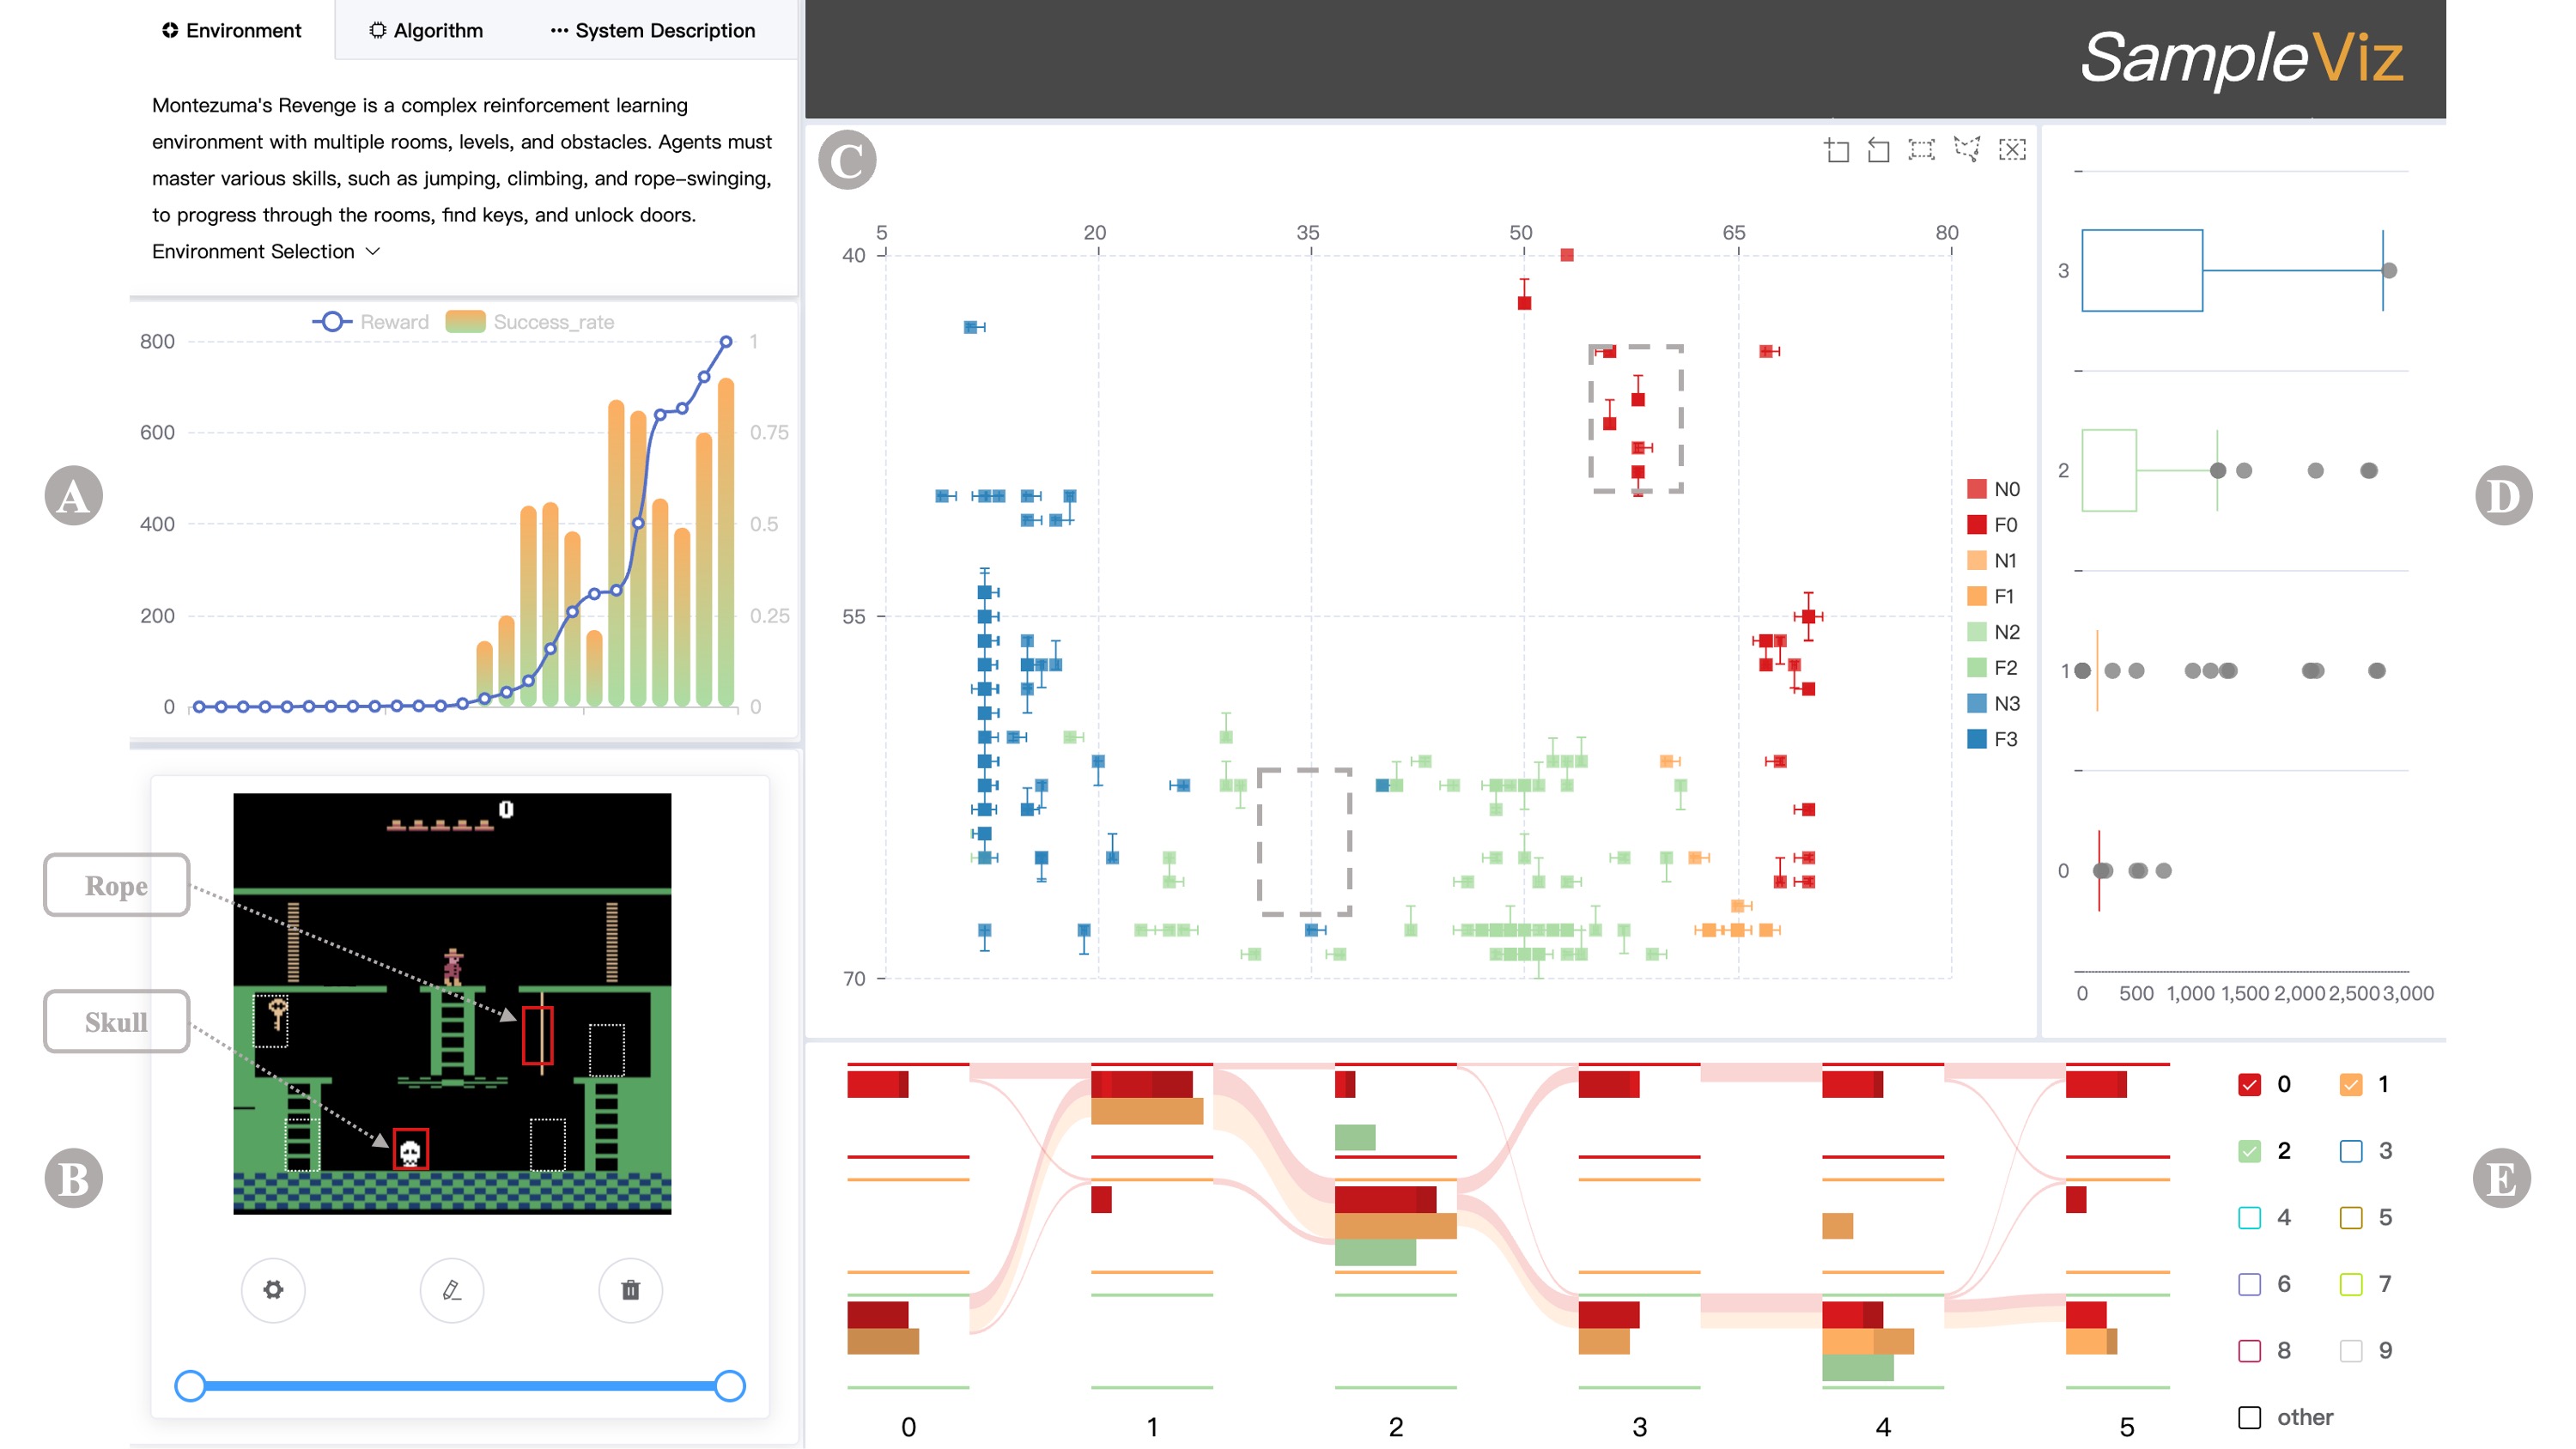 Environment
Algorithm
System Description
SampleViz
Montezuma's Revenge is a complex reinforcement learning
environment with multiple rooms, levels, and obstacles. Agents must
master various skills, such as jumping, climbing, and rope-swinging,
to progress through the rooms, find keys, and unlock doors.
Environment Selection
A
Reward
Success_rate
800
1
600
0.75
400
0.5
200
0.25
0
0
B
0
Rope
Skull
C
5 20 35 50 65 80
40
55
70
N0
F0
N1
F1
N2
F2
N3
F3
D
3
2
1
0
0 500 1,000 1,500 2,000 2,500 3,000
E
0 1 2 3 4 5
0 1
2 3
4 5
6 7
8 9
other